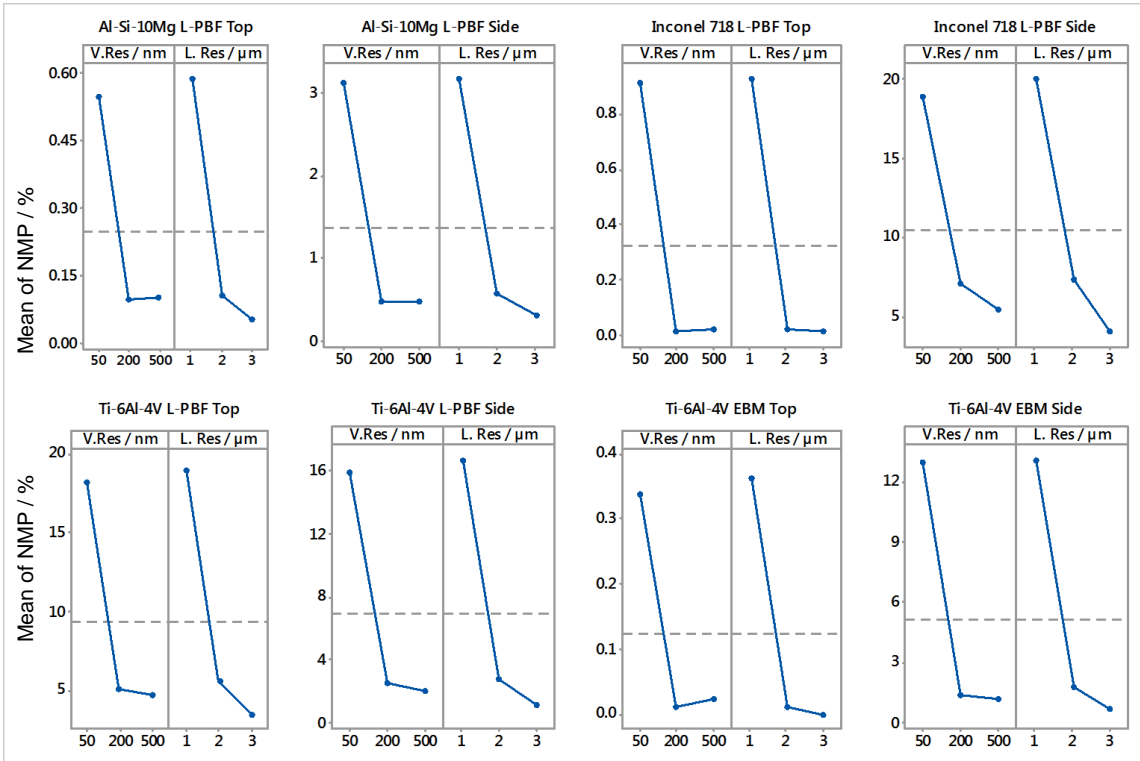 Al-Si-10Mg L-PBF Top
V.Res / nm L. Res / µm
0.60
0.45
0.30
0.15
0.00
50 200 500 1 2 3
Mean of NMP / %
Al-Si-10Mg L-PBF Side
V.Res / nm L. Res / µm
3
2
1
0
50 200 500 1 2 3
Inconel 718 L-PBF Top
V.Res / nm L. Res / µm
0.8
0.6
0.4
0.2
0.0
50 200 500 1 2 3
Inconel 718 L-PBF Side
V.Res / nm L. Res / µm
20
15
10
5
50 200 500 1 2 3
Ti-6Al-4V L-PBF Top
V.Res / nm L. Res / µm
20
15
10
5
50 200 500 1 2 3
Mean of NMP / %
Ti-6Al-4V L-PBF Side
V.Res / nm L. Res / µm
16
12
8
4
0
50 200 500 1 2 3
Ti-6Al-4V EBM Top
V.Res / nm L. Res / µm
0.4
0.3
0.2
0.1
0.0
50 200 500 1 2 3
Ti-6Al-4V EBM Side
V.Res / nm L. Res / µm
12
9
6
3
0
50 200 500 1 2 3